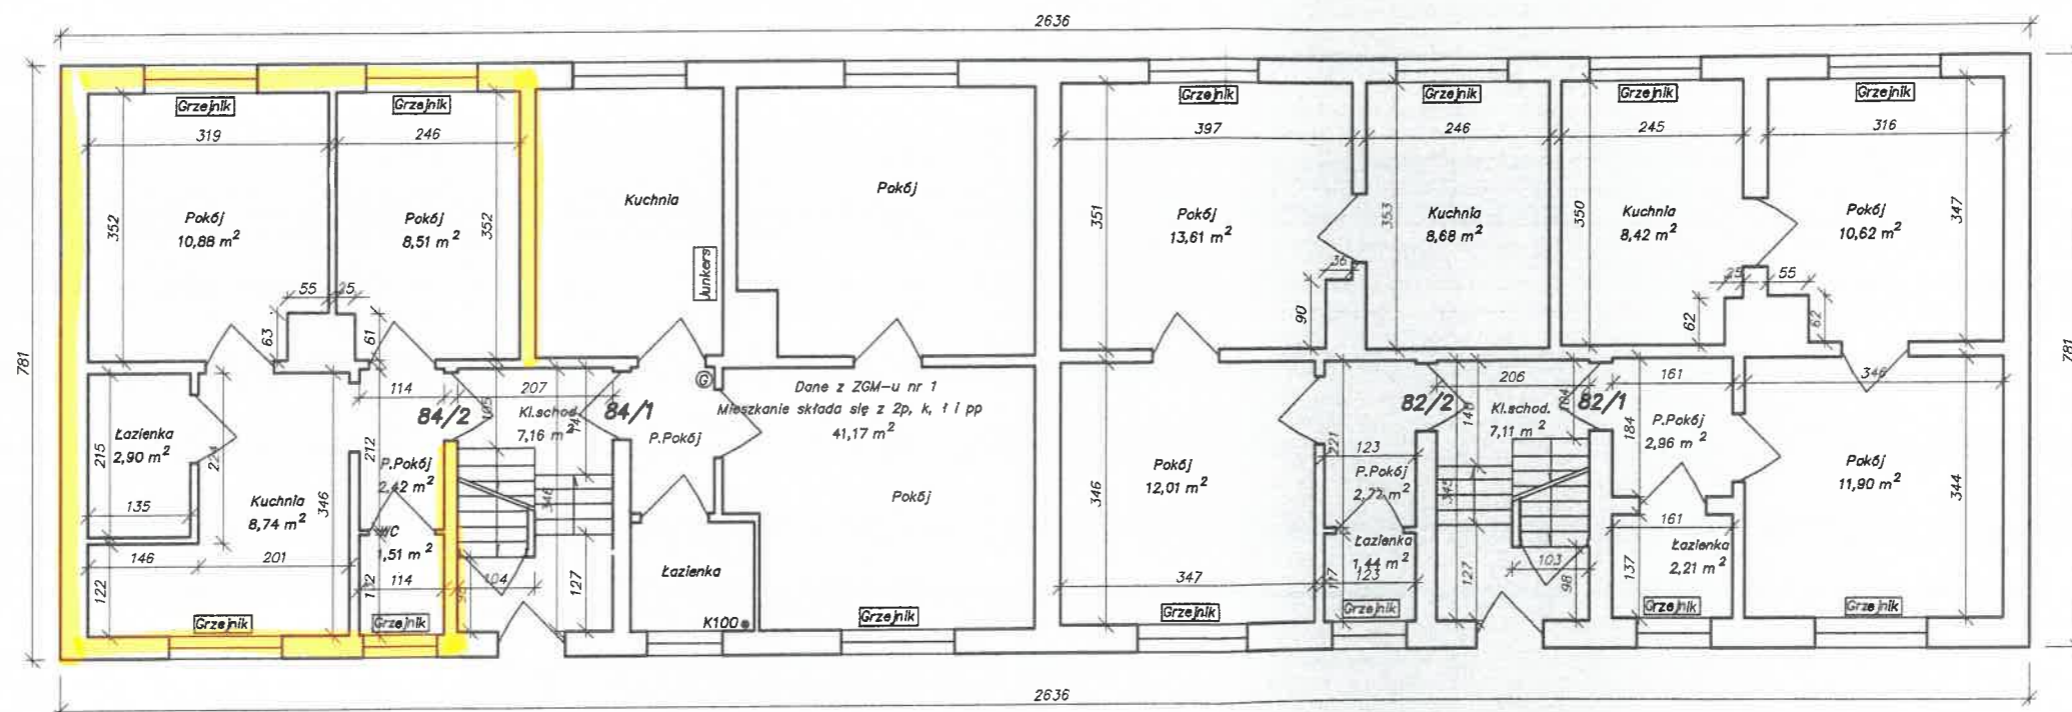 2636
781
Grzejnik
319
352
Pokój
10,88 m²
55
63
Grzejnik
246
352
Pokój
8,51 m²
25
61
Kuchnia
Junkers
Pokój
Grzejnik
397
351
Pokój
13,61 m²
36
90
Grzejnik
246
353
Kuchnia
8,68 m²
Grzejnik
245
350
Kuchnia
8,42 m²
25
62
Grzejnik
316
347
Pokój
10,62 m²
55
62
781
Łazienka
2,90 m²
215
135
224
Kuchnia
8,74 m²
346
146
201
122
Grzejnik
114
212
P.Pokój
2,42 m²
WC
1,51 m²
114
Grzejnik
84/2
207
105
Kl.schod.
7,16 m²
84/1
346
104
127
G
P.Pokój
Łazienka
K100
Dane z ZGM-u nr 1
Mieszkanie składa się z 2p, k, ł i pp
41,17 m²
Pokój
Grzejnik
Pokój
12,01 m²
346
347
Grzejnik
221
123
P.Pokój
2,72 m²
Łazienka
1,44 m²
117
123
Grzejnik
82/2
206
146
Kl.schod.
7,11 m²
82/1
345
127
103
98
161
184
P.Pokój
2,96 m²
161
137
Łazienka
2,21 m²
Grzejnik
346
Pokój
11,90 m²
344
Grzejnik
2636